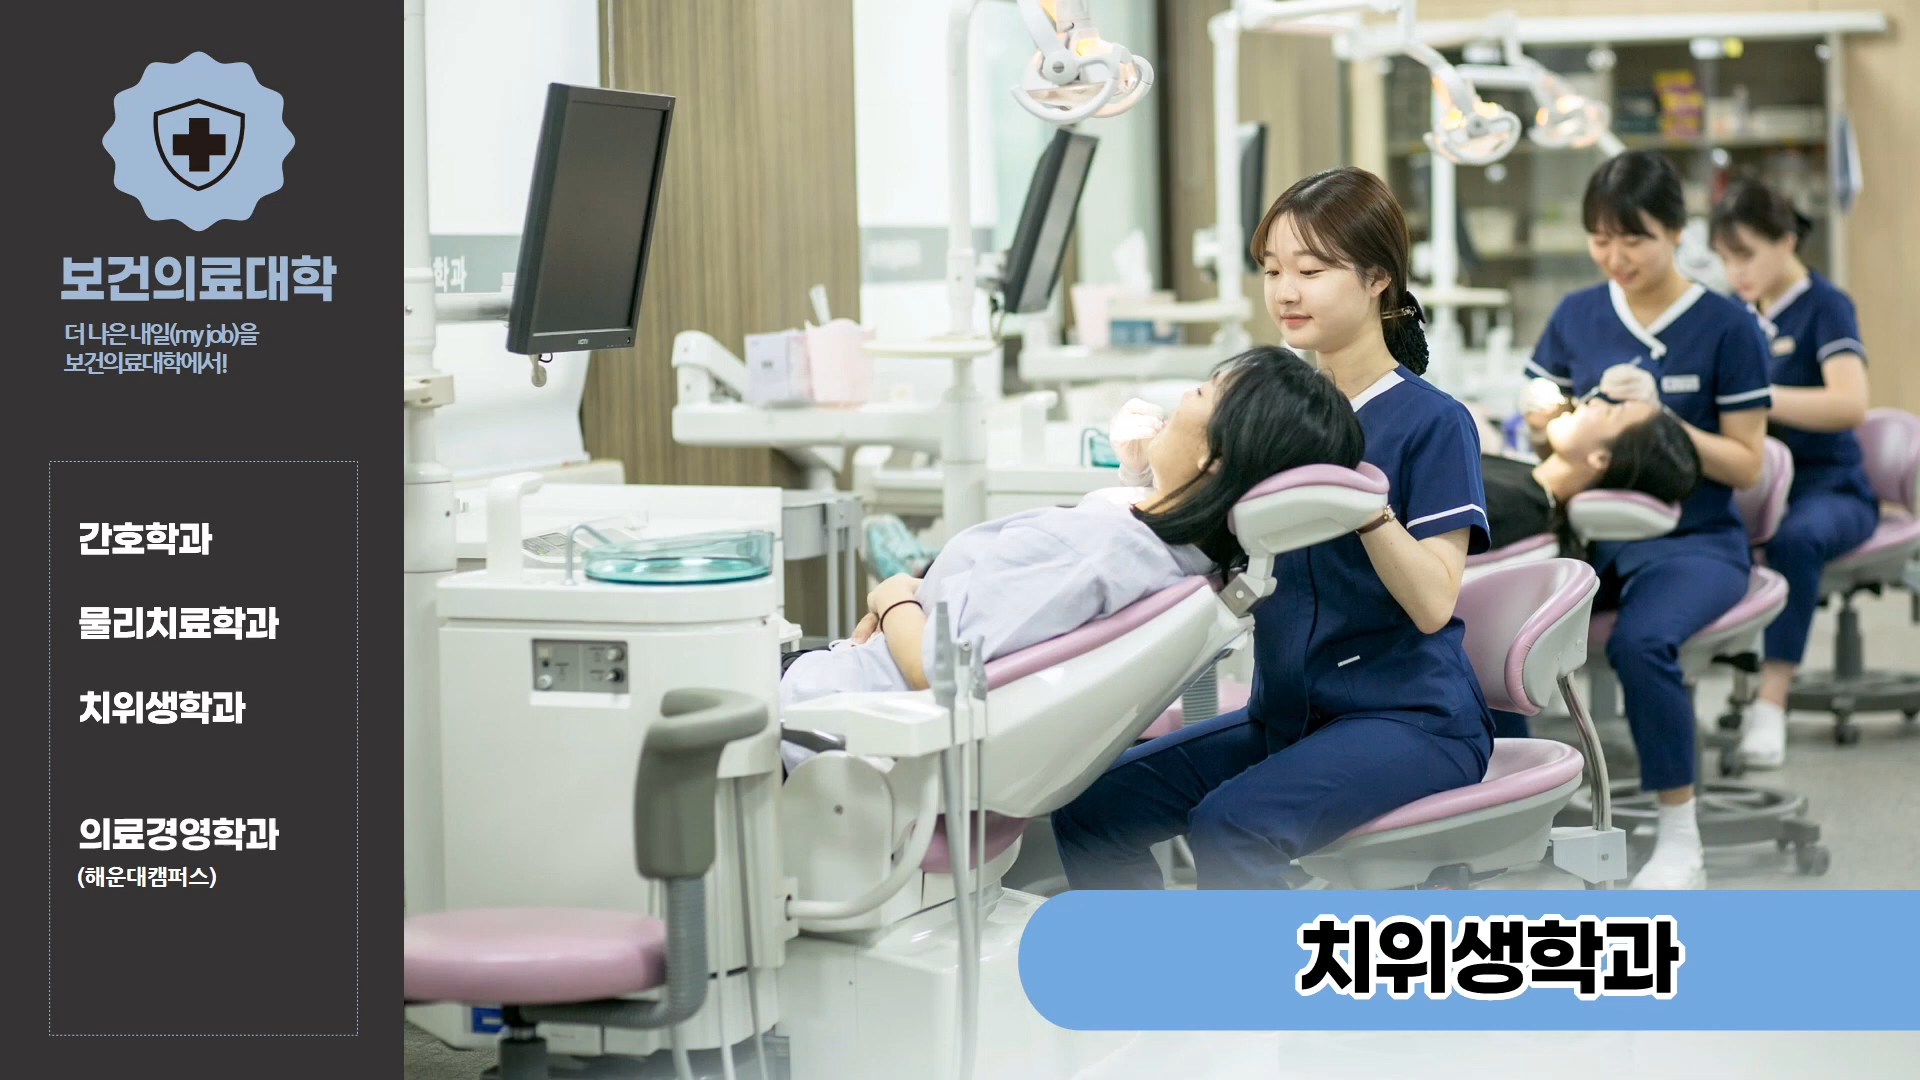 보건의료대학
더 나은 내일(my job)을
보건의료대학에서!
간호학과
물리치료학과
치위생학과
의료경영학과
(해운대캠퍼스)
학과
치위생학과